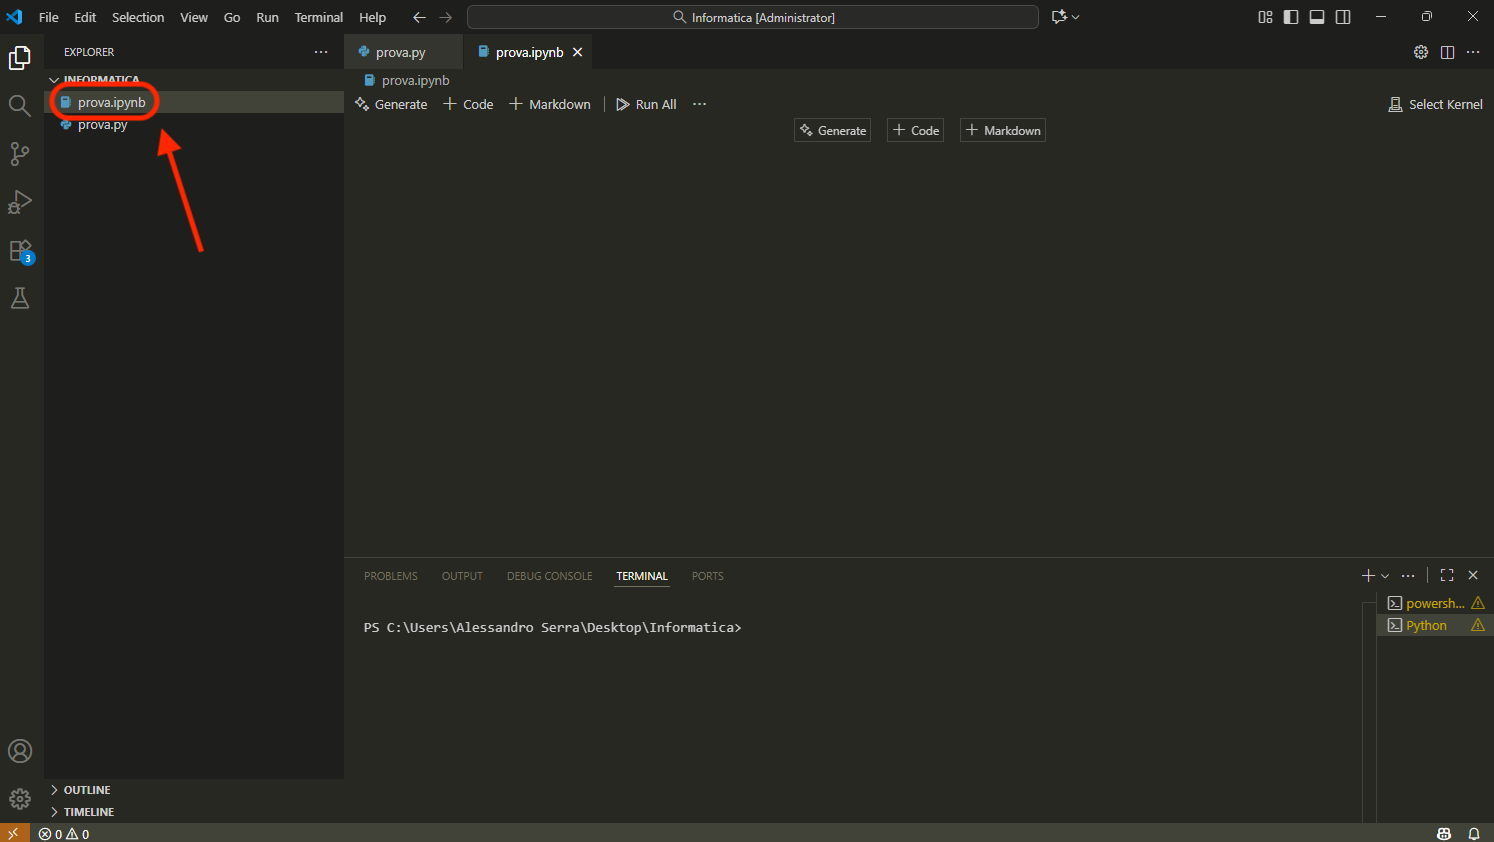 File Edit Selection View Go Run Terminal Help
Informatica [Administrator]
EXPLORER
INFORMATICA
prova.ipynb
prova.py
3
OUTLINE
TIMELINE
prova.py prova.ipynb
prova.ipynb
Generate Code Markdown Run All Select Kernel
Generate Code Markdown
PROBLEMS OUTPUT DEBUG CONSOLE TERMINAL PORTS
PS C:\Users\Alessandro Serra\Desktop\Informatica>
powersh...
Python
0 0